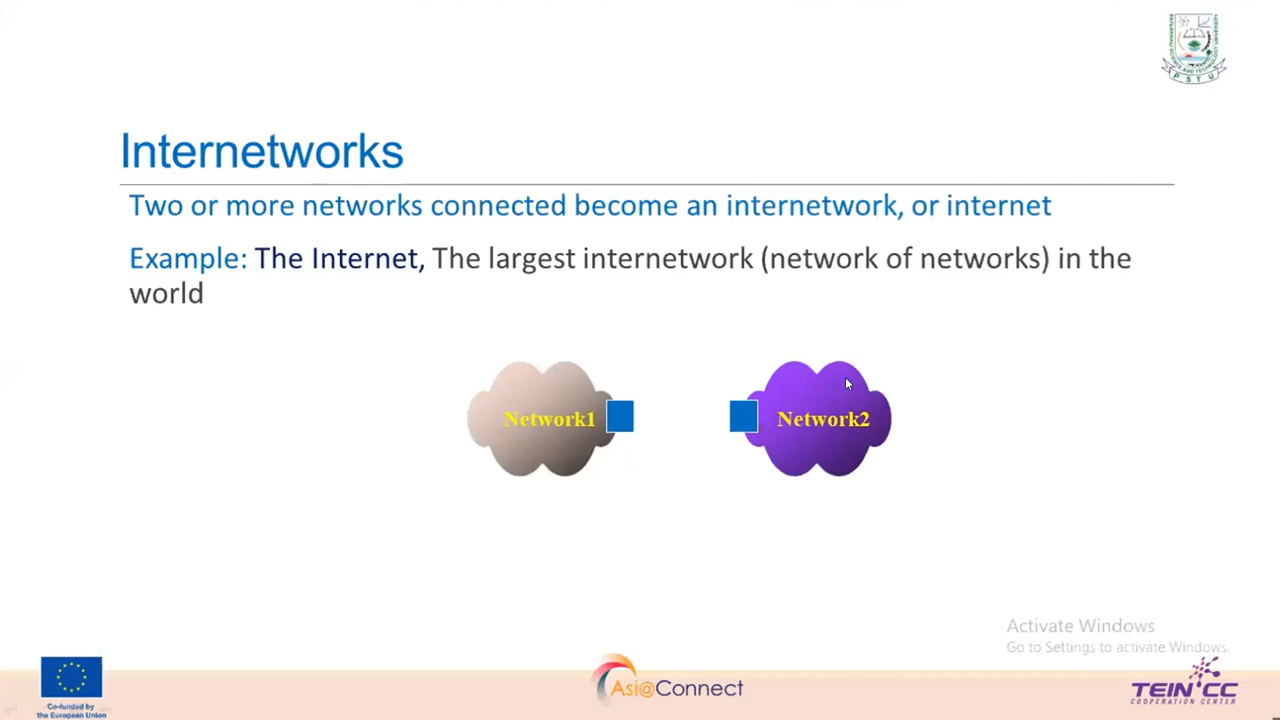 Internetworks
Two or more networks connected become an internetwork, or internet
Example: The Internet, The largest internetwork (network of networks) in the
world
Network1
Network2
Activate Windows
Go to Settings to activate Windows.
Co-funded by
the European Union
Asi@Connect
TEIN*CC
COOPERATION CENTER
PSTU